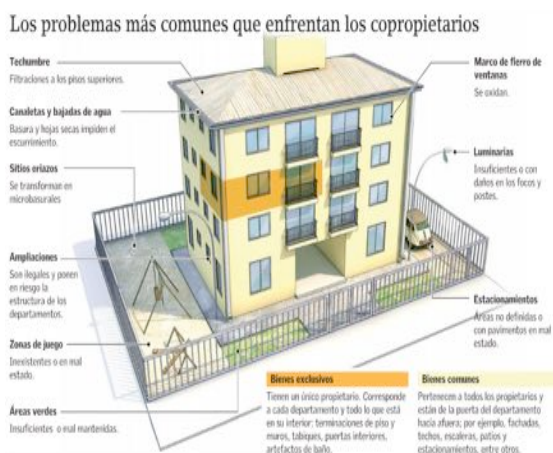 Los problemas más comunes que enfrentan los copropietarios
Techumbre
Filtraciones a los pisos superiores.
Canaletas y bajadas de agua
Basura y hojas secas impiden el
escurrimiento.
Sitios eriazos
Se transforman en
microbasurales
Ampliaciones
Son ilegales y ponen
en riesgo la
estructura de los
departamentos.
Zonas de juego
Inexistentes o en mal
estado.
Áreas verdes
Insuficientes o mal mantenidas.
Marco de fierro de
ventanas
Se oxidan.
Luminarias
Insuficientes o con
daños en los focos y
postes.
Estacionamientos
Áreas no definidas o
con pavimentos en mal
estado.
Bienes exclusivos
Tienen un único propietario. Corresponde
a cada departamento y todo lo que está
en su interior: terminaciones de piso y
muros, tabiques, puertas interiores,
artefactos de baño.
Bienes comunes
Pertenecen a todos los propietarios y
están de la puerta del departamento
hacia afuera; por ejemplo, fachadas,
techos, escaleras, patios y
estacionamientos, entre otros.